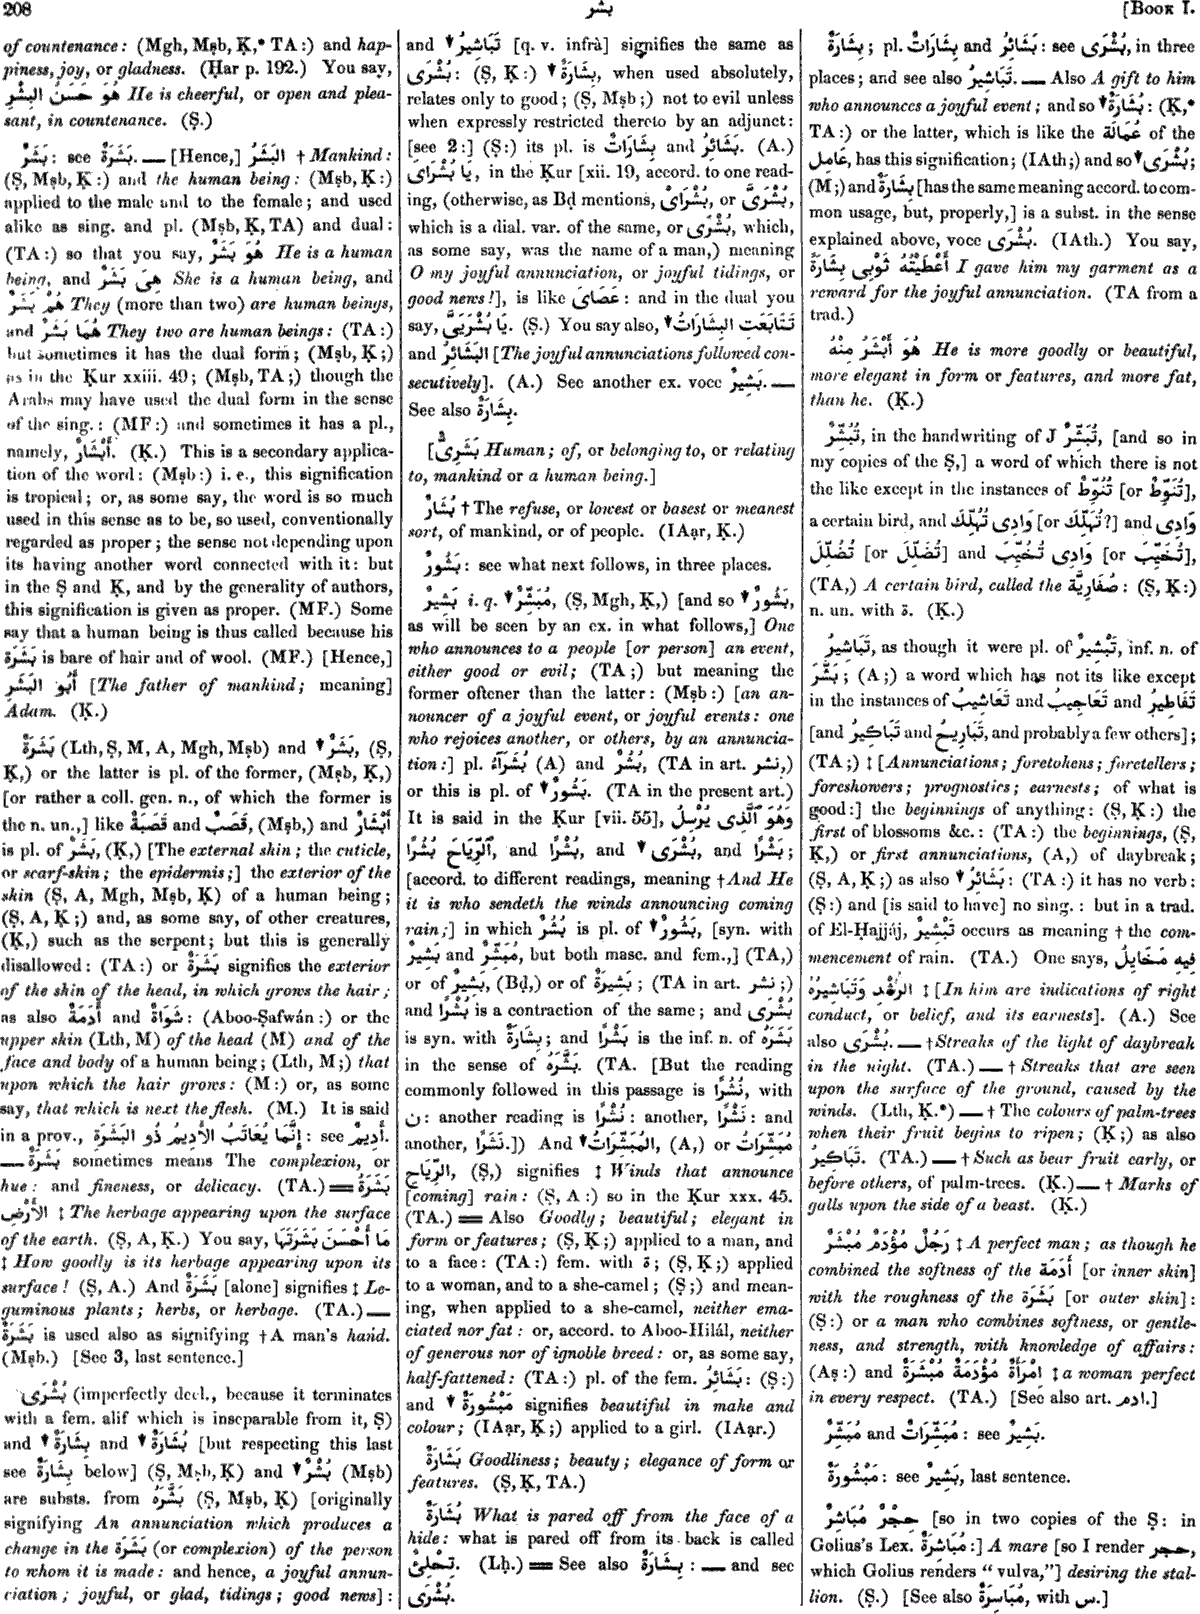 208
بشر
[BOOK I.
of countenance: (Mgh, Mṣb, Ḳ,* TA:) and hap-
piness, joy, or gladness. (Ḥar p. 192.) You say,
هُوَ حَسَنُ البِشْرِ He is cheerful, or open and plea-
sant, in countenance. (Ṣ.)
بَشَرٌ: see بَشَرَةٌ. — [Hence,] البَشَرُ † Mankind:
(Ṣ, Mṣb, Ḳ:) and the human being: (Mṣb, Ḳ:)
applied to the male and to the female; and used
alike as sing. and pl. (Mṣb, Ḳ, TA) and dual:
(TA:) so that you say, هُوَ بَشَرٌ He is a human
being, and هِىَ بَشَرٌ She is a human being, and
هُمْ بَشَرٌ They (more than two) are human beings,
and هُمَا بَشَرٌ They two are human beings: (TA:)
but sometimes it has the dual form; (Mṣb, Ḳ;)
as in the Ḳur xxiii. 49; (Mṣb, TA;) though the
Arabs may have used the dual form in the sense
of the sing.: (MF:) and sometimes it has a pl.,
namely, أَبْشَارٌ. (Ḳ.) This is a secondary applica-
tion of the word: (Mṣb:) i. e., this signification
is tropical; or, as some say, the word is so much
used in this sense as to be, so used, conventionally
regarded as proper; the sense not depending upon
its having another word connected with it: but
in the Ṣ and Ḳ, and by the generality of authors,
this signification is given as proper. (MF.) Some
say that a human being is thus called because his
بَشَرَةٌ is bare of hair and of wool. (MF.) [Hence,]
أَبُو البَشَرِ [The father of mankind; meaning]
Adam. (Ḳ.)
بَشَرَةٌ (Lth, Ṣ, M, A, Mgh, Mṣb) and ▾ بَشَرٌ, (Ṣ,
Ḳ,) or the latter is pl. of the former, (Mṣb, Ḳ,)
[or rather a coll. gen. n., of which the former is
the n. un.,] like قَصَبَةٌ and قَصَبٌ, (Mṣb,) and أَبْشَارٌ
is pl. of بَشَرٌ, (Ḳ,) [The external skin; the cuticle,
or scarf-skin; the epidermis;] the exterior of the
skin (Ṣ, A, Mgh, Mṣb, Ḳ) of a human being;
(Ṣ, A, Ḳ;) and, as some say, of other creatures,
(Ḳ,) such as the serpent; but this is generally
disallowed: (TA:) or بَشَرَةٌ signifies the exterior
of the skin of the head, in which grows the hair;
as also أَدَمَةٌ and شَوَاةٌ: (Aboo-Ṣafwán:) or the
upper skin (Lth, M) of the head (M) and of the
face and body of a human being; (Lth, M;) that
upon which the hair grows: (M:) or, as some
say, that which is next the flesh. (M.) It is said
in a prov., إِنَّمَا يُعَاتَبُ الأَدِيمُ ذُو البَشَرَةِ: see أَدِيمٌ.
— بَشَرَةٌ sometimes means The complexion, or
hue: and fineness, or delicacy. (TA.) = بَشَرَةُ
الأَرْضِ ‡ The herbage appearing upon the surface
of the earth. (Ṣ, A, Ḳ.) You say, مَا أَحْسَنَ بَشَرَتَهَا
‡ How goodly is its herbage appearing upon its
surface! (Ṣ, A.) And بَشَرَةٌ [alone] signifies ‡ Le-
guminous plants; herbs, or herbage. (TA.) —
بَشَرَةٌ is used also as signifying † A man's hand.
(Mṣb.) [See 3, last sentence.]
بُشْرَى (imperfectly decl., because it terminates
with a fem. alif which is inseparable from it, Ṣ)
and ▾ بِشَارَةٌ and ▾ بُشَارَةٌ [but respecting this last
see بِشَارَةٌ below] (Ṣ, Mṣb, Ḳ) and ▾ بُشْرٌ (Mṣb)
are substs. from بَشَّرَهُ (Ṣ, Mṣb, Ḳ) [originally
signifying An annunciation which produces a
change in the بَشَرَة (or complexion) of the person
to whom it is made: and hence, a joyful annun-
ciation; joyful, or glad, tidings; good news]:
and ▾ تَبَاشِيرُ [q. v. infrà] signifies the same as
بُشْرَى: (Ṣ, Ḳ:) ▾ بِشَارَةٌ, when used absolutely,
relates only to good; (Ṣ, Mṣb;) not to evil unless
when expressly restricted thereto by an adjunct:
[see 2:] (Ṣ:) its pl. is بِشَارَاتٌ and بَشَائِرُ. (A.)
يَا بُشْرَاىَ, in the Ḳur [xii. 19, accord. to one read-
ing, (otherwise, as Bḍ mentions, بُشْرَاىْ, or بُشْرَىَّ,
which is a dial. var. of the same, or بُشْرَى, which,
as some say, was the name of a man,) meaning
O my joyful annunciation, or joyful tidings, or
good news!], is like عَصَاىَ: and in the dual you
say, يَا بُشْرَيَىَّ. (Ṣ.) You say also, تَتَابَعَتِ البِشَارَاتُ ▾
and البَشَائِرُ [The joyful annunciations followed con-
secutively]. (A.) See another ex. voce بَشِيرٌ. —
See also بِشَارَةٌ.
[بَشَرِىٌّ Human; of, or belonging to, or relating
to, mankind or a human being.]
بُشَارٌ † The refuse, or lowest or basest or meanest
sort, of mankind, or of people. (IAạr, Ḳ.)
بَشُورٌ: see what next follows, in three places.
بَشِيرٌ i. q. ▾ مُبَشِّرٌ, (Ṣ, Mgh, Ḳ,) [and so ▾ بَشُورٌ,
as will be seen by an ex. in what follows,] One
who announces to a people [or person] an event,
either good or evil; (TA;) but meaning the
former oftener than the latter: (Mṣb:) [an an-
nouncer of a joyful event, or joyful events: one
who rejoices another, or others, by an annuncia-
tion:] pl. بُشَرَآءُ (A) and بُشُرٌ, (TA in art. نشر,)
or this is pl. of ▾ بَشُورٌ. (TA in the present art.)
It is said in the Ḳur [vii. 55], وَهُوَ ٱلَّذِى يُرْسِلُ
ٱلرِّيَاحَ بُشُرًا, and بُشْرًا, and ▾ بُشْرَى, and بَشْرًا;
[accord. to different readings, meaning † And He
it is who sendeth the winds announcing coming
rain;] in which بُشُرٌ is pl. of ▾ بَشُورٌ, [syn. with
بَشِيرٌ and مُبَشِّرٌ, but both masc. and fem.,] (TA,)
or of بَشِيرٌ, (Bḍ,) or of بَشِيرَةٌ; (TA in art. نشر;)
and بُشْرًا is a contraction of the same; and بُشْرَى
is syn. with بِشَارَةٌ; and بَشْرًا is the inf. n. of بَشَرَهُ
in the sense of بَشَّرَهُ. (TA. [But the reading
commonly followed in this passage is نُشُرًا, with
ن: another reading is نُشْرًا: another, نَشْرًا: and
another, نَشَرًا.]) And ▾ المُبَشِّرَاتُ, (A,) or مُبَشِّرَاتُ
الرِّيَاحِ, (Ṣ,) signifies ‡ Winds that announce
[coming] rain: (Ṣ, A:) so in the Ḳur xxx. 45.
(TA.) = Also Goodly; beautiful; elegant in
form or features; (Ṣ, Ḳ;) applied to a man, and
to a face: (TA:) fem. with ة; (Ṣ, Ḳ;) applied
to a woman, and to a she-camel; (Ṣ;) and mean-
ing, when applied to a she-camel, neither ema-
ciated nor fat: or, accord. to Aboo-Hilál, neither
of generous nor of ignoble breed: or, as some say,
half-fattened: (TA:) pl. of the fem. بَشَائِرُ: (Ṣ:)
and ▾ مَبْشُورَةٌ signifies beautiful in make and
colour; (IAạr, Ḳ;) applied to a girl. (IAạr.)
بَشَارَةٌ Goodliness; beauty; elegance of form or
features. (Ṣ, Ḳ, TA.)
بُشَارَةٌ What is pared off from the face of a
hide: what is pared off from its back is called
تِحْلِئٌ. (Lḥ.) = See also بِشَارَةٌ: — and see
بُشْرَى.
بِشَارَةٌ; pl. بِشَارَاتٌ and بَشَائِرُ: see بُشْرَى, in three
places; and see also تَبَاشِيرُ. — Also A gift to him
who announces a joyful event; and so ▾ بُشَارَةٌ: (Ḳ,*
TA:) or the latter, which is like the عُمَالَة of the
عَامِل, has this signification; (IAth;) and so ▾ بُشْرَى;
(M;) and بِشَارَةٌ [has the same meaning accord. to com-
mon usage, but, properly,] is a subst. in the sense
explained above, voce بُشْرَى. (IAth.) You say,
أَعْطَيْتُهُ ثَوْبِى بِشَارَةً I gave him my garment as a
reward for the joyful annunciation. (TA from a
trad.)
هُوَ أَبْشَرُ مِنْهُ He is more goodly or beautiful,
more elegant in form or features, and more fat,
than he. (Ḳ.)
تُبُشِّرٌ, in the handwriting of J تُبَشِّرٌ, [and so in
my copies of the Ṣ,] a word of which there is not
the like except in the instances of تُنُوِّطٌ [or تُنَوِّطٌ],
a certain bird, and وَادِى تُهُلِّكَ [or تُهَلِّكَ?] and وَادِى
تُضُلِّلَ [or تُضَلِّلَ] and وَادِى تُخُيِّبَ [or تُخَيِّبَ],
(TA,) A certain bird, called the صُفَارِيَّة: (Ṣ, Ḳ:)
n. un. with ة. (Ḳ.)
تَبَاشِيرُ, as though it were pl. of تَبْشِيرٌ, inf. n. of
بَشَّرَ; (A;) a word which has not its like except
in the instances of تَعَاشِيبُ and تَعَاجِيبُ and تَفَاطِيرُ
[and تَبَاكِيرُ and تَبَارِيحُ, and probably a few others];
(TA;) ‡ [Annunciations; foretokens; foretellers;
foreshowers; prognostics; earnests; of what is
good:] the beginnings of anything: (Ṣ, Ḳ:) the
first of blossoms &c.: (TA:) the beginnings, (Ṣ,
Ḳ,) or first annunciations, (A,) of daybreak;
(Ṣ, A, Ḳ;) as also ▾ بَشَائِرُ: (TA:) it has no verb:
(Ṣ:) and [is said to have] no sing.: but in a trad.
of El-Ḥajjáj, تَبْشِيرٌ occurs as meaning † the com-
mencement of rain. (TA.) One says, فِيهِ مَخَايِلُ
الرُّشْدِ وَتَبَاشِيرُهُ ‡ [In him are indications of right
conduct, or belief, and its earnests]. (A.) See
also بُشْرَى. — † Streaks of the light of daybreak
in the night. (TA.) — † Streaks that are seen
upon the surface of the ground, caused by the
winds. (Lth, Ḳ.*) — † The colours of palm-trees
when their fruit begins to ripen; (Ḳ;) as also
تَبَاكِيرُ. (TA.) — † Such as bear fruit early, or
before others, of palm-trees. (Ḳ.) — † Marks of
galls upon the side of a beast. (Ḳ.)
رَجُلٌ مُؤْدَمٌ مُبْشَرٌ ‡ A perfect man; as though he
combined the softness of the أَدَمَة [or inner skin]
with the roughness of the بَشَرَة [or outer skin]:
(Ṣ:) or a man who combines softness, or gentle-
ness, and strength, with knowledge of affairs:
(Aṣ:) and اِمْرَأَةٌ مُؤْدَمَةٌ مُبْشَرَةٌ ‡ a woman perfect
in every respect. (TA.) [See also art. ادم.]
مُبَشِّرٌ and مُبَشِّرَاتٌ: see بَشِيرٌ.
مَبْشُورَةٌ: see بَشِيرٌ, last sentence.
حِجْرٌ مُبَاشِرٌ [so in two copies of the Ṣ: in
Golius's Lex. مُبَاشِرَةٌ:] A mare [so I render حِجر,
which Golius renders "vulva,"] desiring the stal-
lion. (Ṣ.) [See also مُبَاسِرَةٌ, with س.]